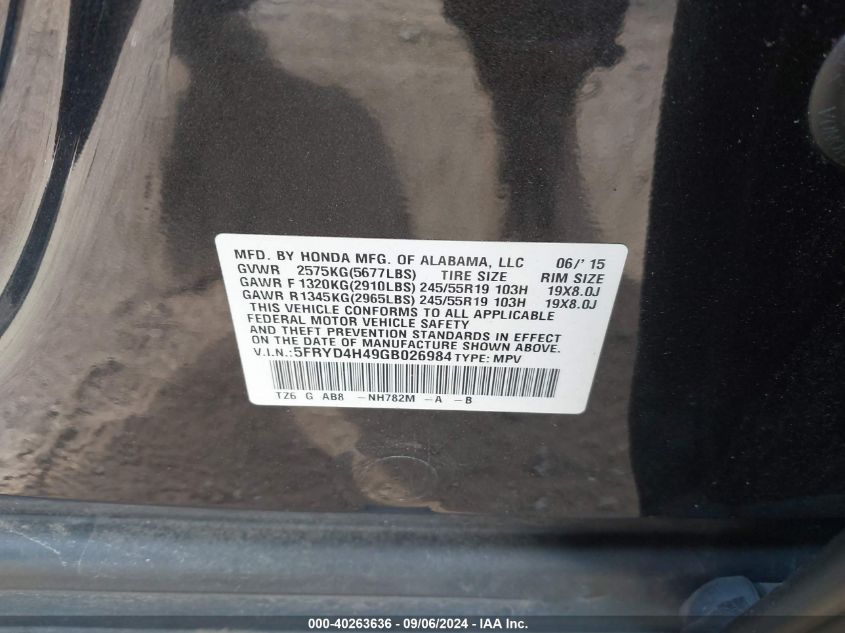 MFD. BY HONDA MFG. OF ALABAMA, LLC 06/' 15
GVWR 2575KG(5677LBS) TIRE SIZE RIM SIZE
GAWR F 1320KG(2910LBS) 245/55R19 103H 19X8.0J
GAWR R1345KG(2965LBS) 245/55R19 103H 19X8.0J
THIS VEHICLE CONFORMS TO ALL APPLICABLE
FEDERAL MOTOR VEHICLE SAFETY
AND THEFT PREVENTION STANDARDS IN EFFECT
ON THE DATE OF MANUFACTURE SHOWN ABOVE.
V.I.N.:5FRYD4H49GB026984 TYPE: MPV
TZ6 G AB8 -NH782M -A -B
000-40263636 - 09/06/2024 - IAA Inc.